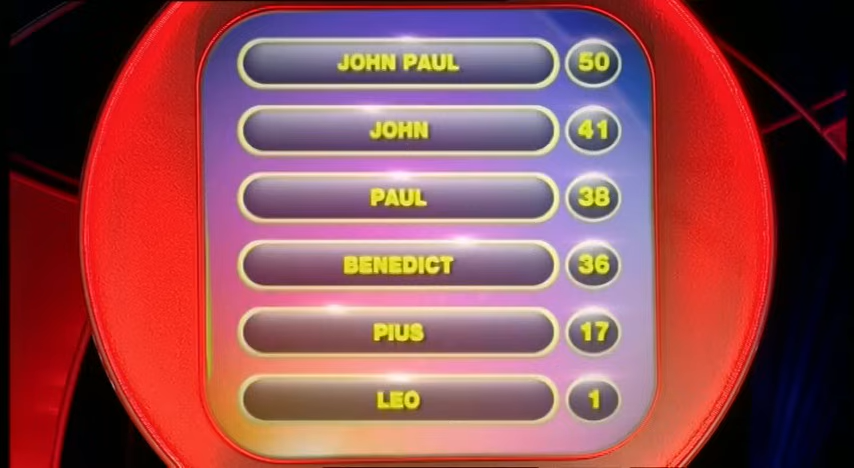 JOHN PAUL 50
JOHN 41
PAUL 38
BENEDICT 36
PIUS 17
LEO 1